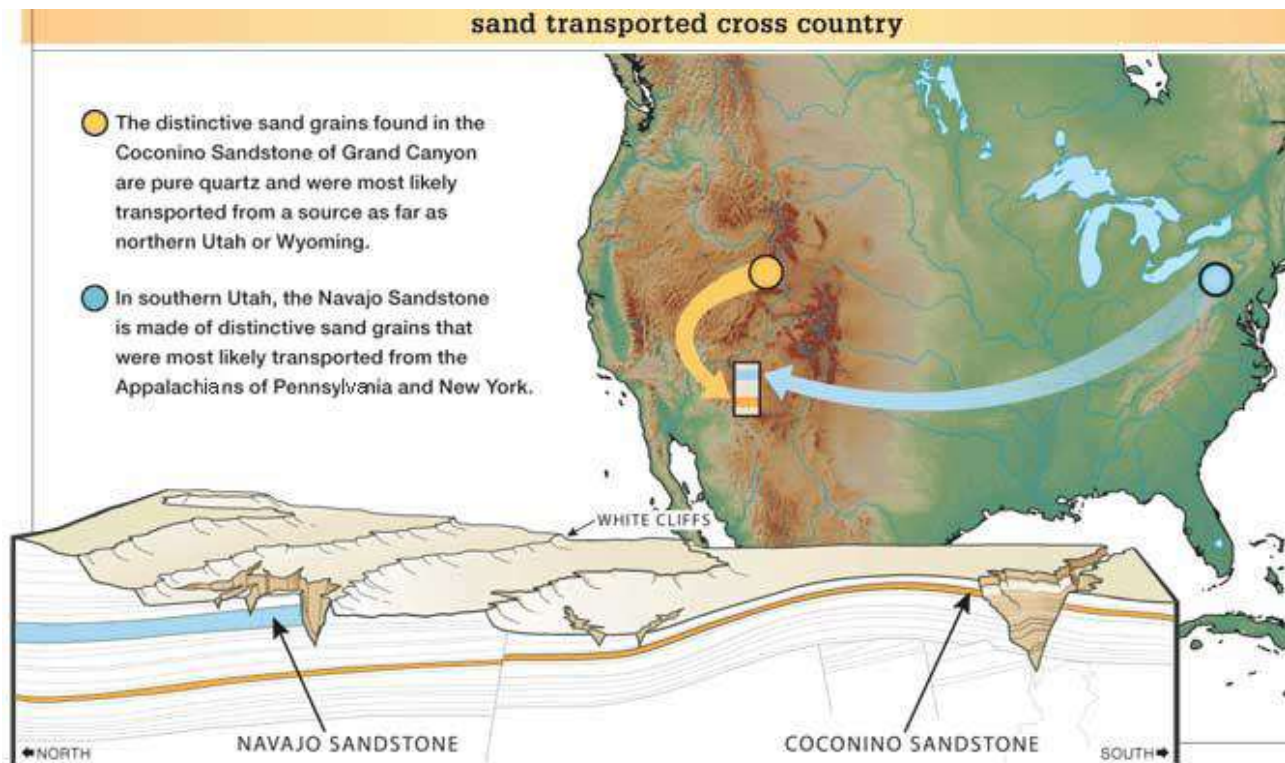 sand transported cross country
The distinctive sand grains found in the
Coconino Sandstone of Grand Canyon
are pure quartz and were most likely
transported from a source as far as
northern Utah or Wyoming.
In southern Utah, the Navajo Sandstone
is made of distinctive sand grains that
were most likely transported from the
Appalachians of Pennsylvania and New York.
WHITE CLIFFS
NAVAJO SANDSTONE
COCONINO SANDSTONE
NORTH
SOUTH